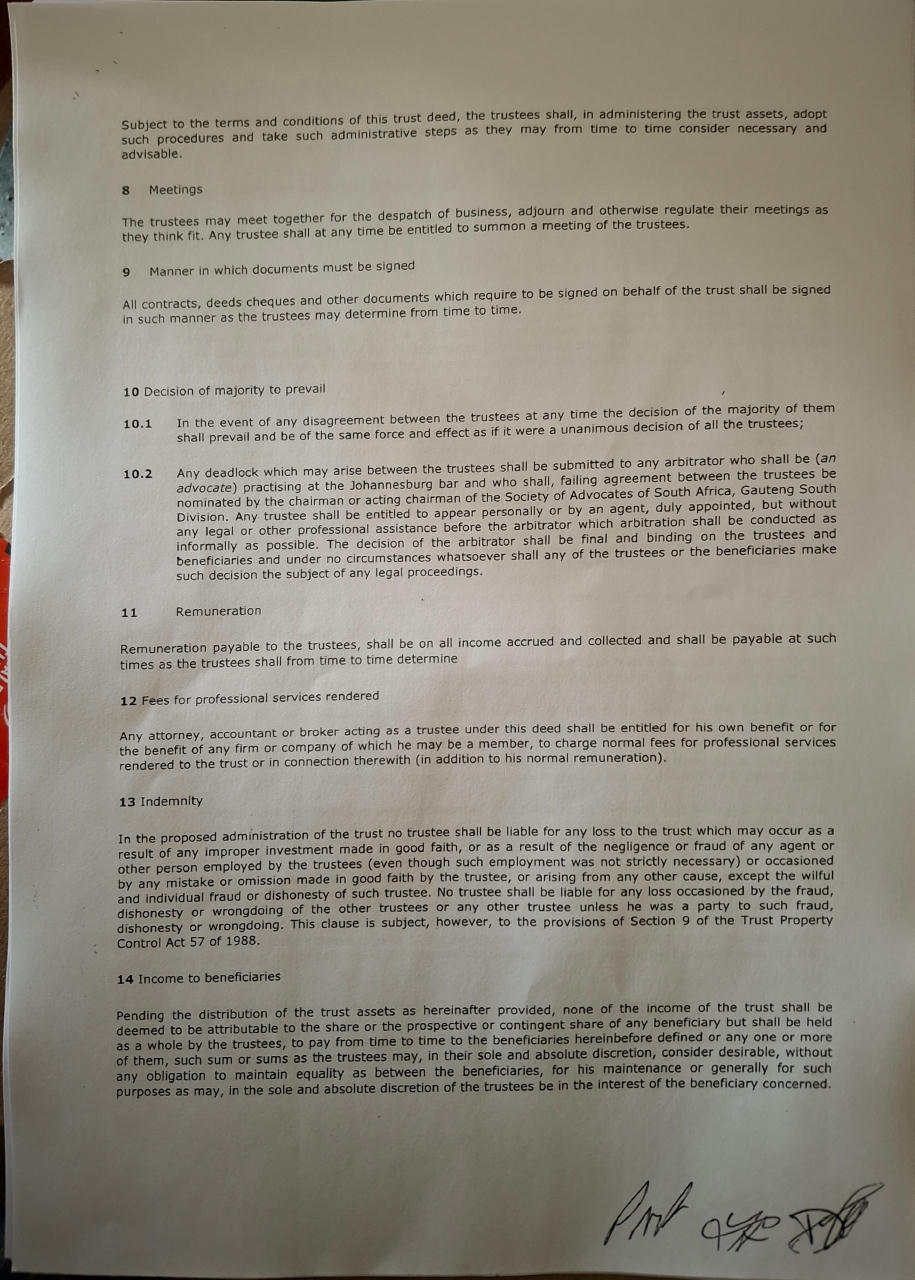 Subject to the terms and conditions of this trust deed, the trustees shall, in administering the trust assets, adopt
such procedures and take such administrative steps as they may from time to time consider necessary and
advisable.
8 Meetings
The trustees may meet together for the despatch of business, adjourn and otherwise regulate their meetings as
they think fit. Any trustee shall at any time be entitled to summon a meeting of the trustees.
9 Manner in which documents must be signed
All contracts, deeds cheques and other documents which require to be signed on behalf of the trust shall be signed
in such manner as the trustees may determine from time to time.
10 Decision of majority to prevail
10.1 In the event of any disagreement between the trustees at any time the decision of the majority of them
shall prevail and be of the same force and effect as if it were a unanimous decision of all the trustees;
10.2 Any deadlock which may arise between the trustees shall be submitted to any arbitrator who shall be (an
advocate) practising at the Johannesburg bar and who shall, failing agreement between the trustees be
nominated by the chairman or acting chairman of the Society of Advocates of South Africa, Gauteng South
Division. Any trustee shall be entitled to appear personally or by an agent, duly appointed, but without
any legal or other professional assistance before the arbitrator which arbitration shall be conducted as
informally as possible. The decision of the arbitrator shall be final and binding on the trustees and
beneficiaries and under no circumstances whatsoever shall any of the trustees or the beneficiaries make
such decision the subject of any legal proceedings.
11 Remuneration
Remuneration payable to the trustees, shall be on all income accrued and collected and shall be payable at such
times as the trustees shall from time to time determine
12 Fees for professional services rendered
Any attorney, accountant or broker acting as a trustee under this deed shall be entitled for his own benefit or for
the benefit of any firm or company of which he may be a member, to charge normal fees for professional services
rendered to the trust or in connection therewith (in addition to his normal remuneration).
13 Indemnity
In the proposed administration of the trust no trustee shall be liable for any loss to the trust which may occur as a
result of any improper investment made in good faith, or as a result of the negligence or fraud of any agent or
other person employed by the trustees (even though such employment was not strictly necessary) or occasioned
by any mistake or omission made in good faith by the trustee, or arising from any other cause, except the wilful
and individual fraud or dishonesty of such trustee. No trustee shall be liable for any loss occasioned by the fraud,
dishonesty or wrongdoing of the other trustees or any other trustee unless he was a party to such fraud,
dishonesty or wrongdoing. This clause is subject, however, to the provisions of Section 9 of the Trust Property
Control Act 57 of 1988.
14 Income to beneficiaries
Pending the distribution of the trust assets as hereinafter provided, none of the income of the trust shall be
deemed to be attributable to the share or the prospective or contingent share of any beneficiary but shall be held
as a whole by the trustees, to pay from time to time to the beneficiaries hereinbefore defined or any one or more
of them, such sum or sums as the trustees may, in their sole and absolute discretion, consider desirable, without
any obligation to maintain equality as between the beneficiaries, for his maintenance or generally for such
purposes as may, in the sole and absolute discretion of the trustees be in the interest of the beneficiary concerned.